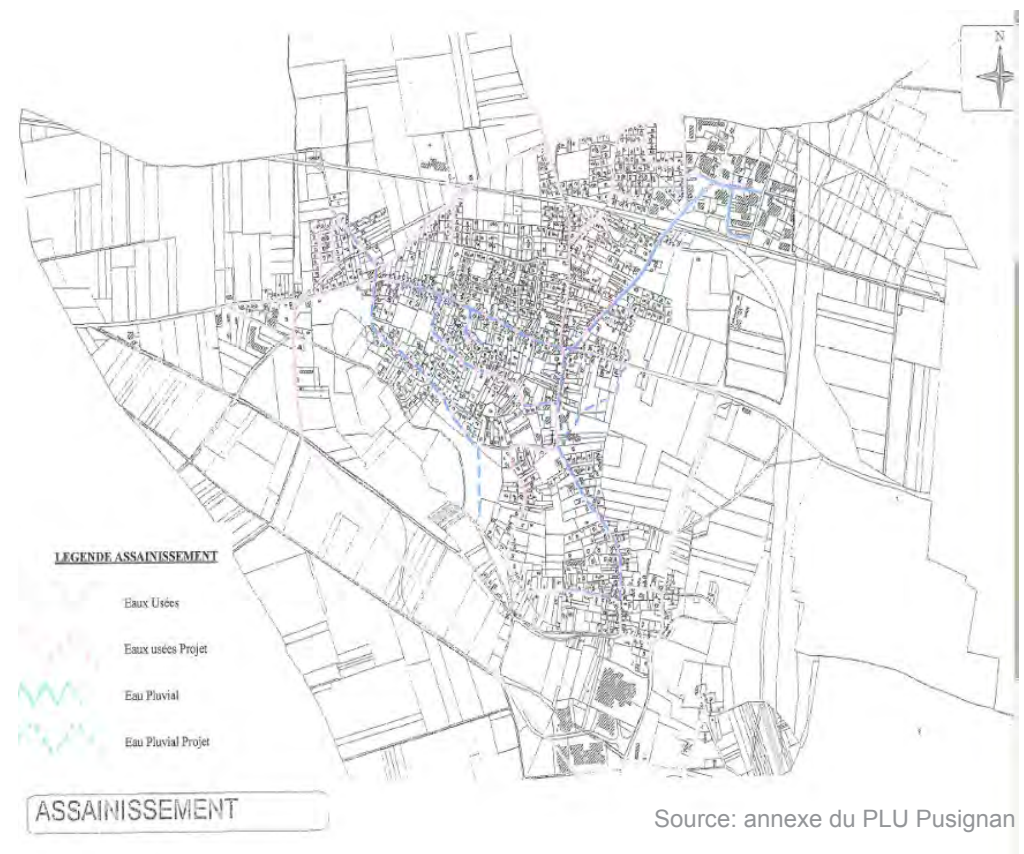 N
LEGENDE ASSAINISSEMENT
Eaux Usées
Eaux usées Projet
Eau Pluvial
Eau Pluvial Projet
ASSAINISSEMENT
Source: annexe du PLU Pusignan